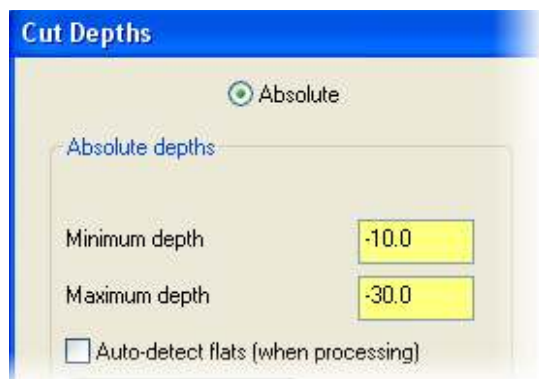 Cut Depths
Absolute
Absolute depths
Minimum depth -10.0
Maximum depth -30.0
Auto-detect flats (when processing)